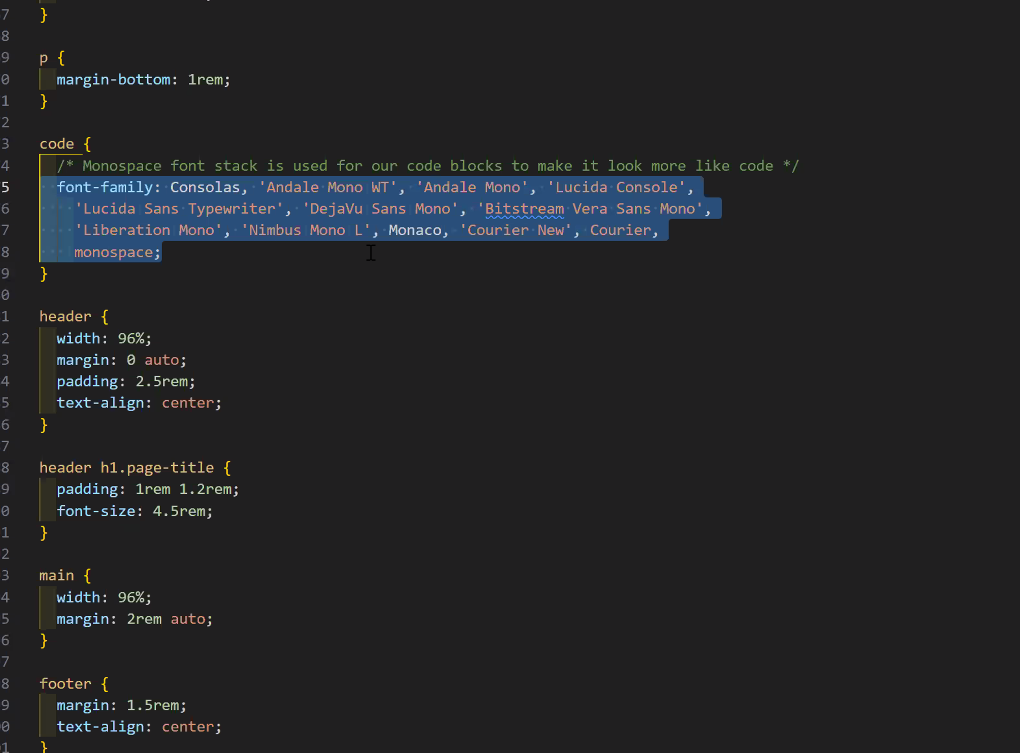 7 }
8
9 p {
0 margin-bottom: 1rem;
1 }
2
3 code {
4 /* Monospace font stack is used for our code blocks to make it look more like code */
5 font-family: Consolas, 'Andale Mono WT', 'Andale Mono', 'Lucida Console',
6 'Lucida Sans Typewriter', 'DejaVu Sans Mono', 'Bitstream Vera Sans Mono',
7 'Liberation Mono', 'Nimbus Mono L', Monaco, 'Courier New', Courier,
8 monospace;
9 }
0
1 header {
2 width: 96%;
3 margin: 0 auto;
4 padding: 2.5rem;
5 text-align: center;
6 }
7
8 header h1.page-title {
9 padding: 1rem 1.2rem;
0 font-size: 4.5rem;
1 }
2
3 main {
4 width: 96%;
5 margin: 2rem auto;
6 }
7
8 footer {
9 margin: 1.5rem;
0 text-align: center;
1 }